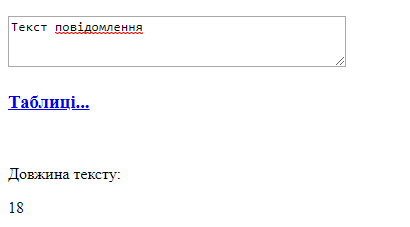 Текст повідомлення
Таблиці...
Довжина тексту:
18